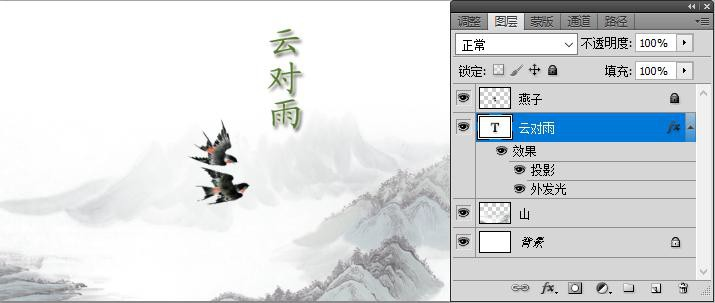 云对雨
调整 图层 蒙版 通道 路径
正常 不透明度: 100%
锁定: 填充: 100%
燕子
T 云对雨 fx
效果
投影
外发光
山
背景
fx.